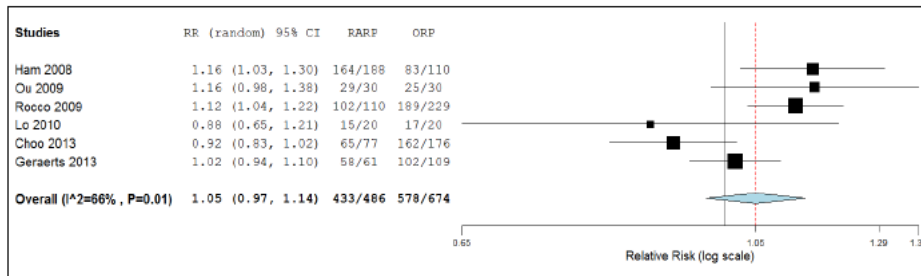 Studies RR (random) 95% CI RARP ORP
Ham 2008 1.16 (1.03, 1.30) 164/188 83/110
Ou 2009 1.16 (0.98, 1.38) 29/30 25/30
Rocco 2009 1.12 (1.04, 1.22) 102/110 189/229
Lo 2010 0.88 (0.65, 1.21) 15/20 17/20
Choo 2013 0.92 (0.83, 1.02) 65/77 162/176
Geraerts 2013 1.02 (0.94, 1.10) 58/61 102/109
Overall (I^2=66% , P=0.01) 1.05 (0.97, 1.14) 433/486 578/674
0.65 1.05 1.29
Relative Risk (log scale)